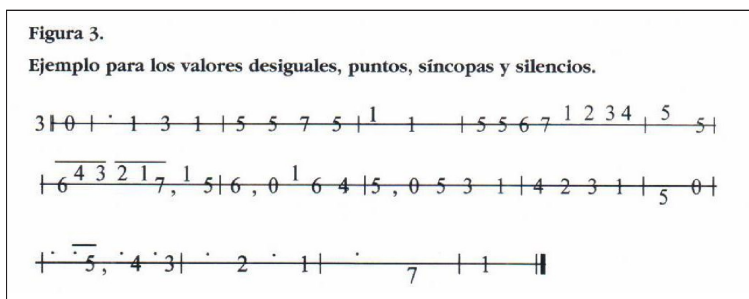 Figura 3.
Ejemplo para los valores desiguales, puntos, síncopas y silencios.
3 | 0 | · 1 3 1 | 5 5 7 5 | 1 1 | 5 5 6 7 1 2 3 4 | 5 5 |
| 6 4 3 2 1 7 , 1 5 | 6 , 0 1 6 4 | 5 , 0 5 3 1 | 4 2 3 1 | 5 0 |
| · · 5 , · 4 · 3 | · 2 · 1 | · 7 | 1 ||